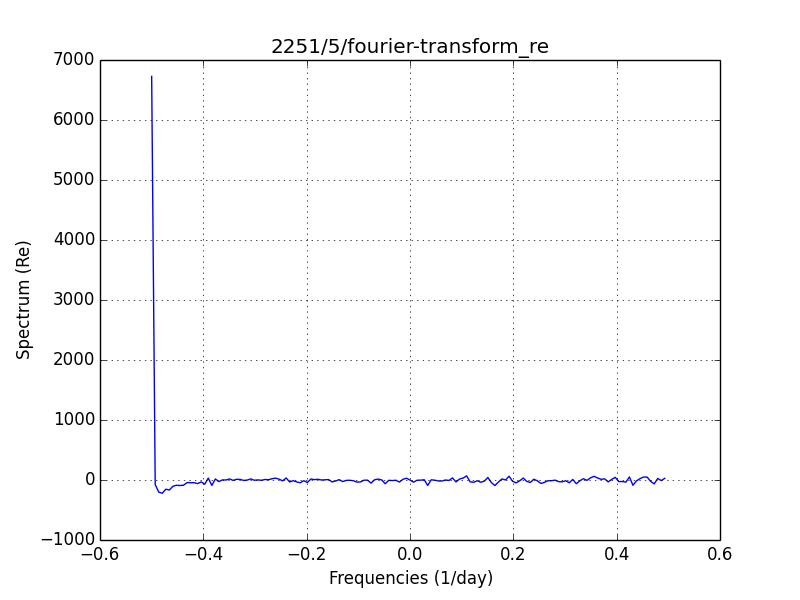 2251/5/fourier-transform_re
7000
6000
5000
4000
3000
2000
1000
0
−1000
Spectrum (Re)
−0.6 −0.4 −0.2 0.0 0.2 0.4 0.6
Frequencies (1/day)